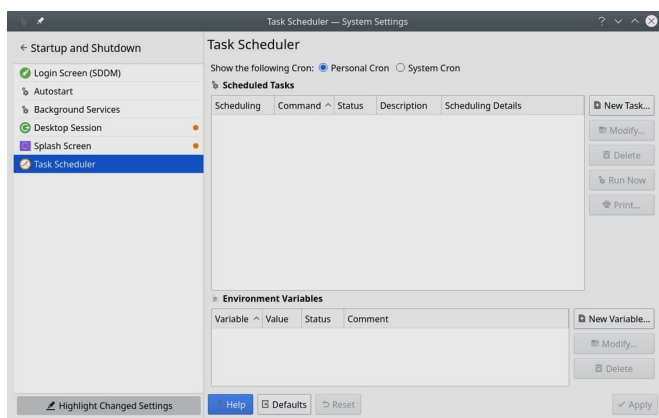 Task Scheduler — System Settings
Startup and Shutdown
Login Screen (SDDM)
Autostart
Background Services
Desktop Session
Splash Screen
Task Scheduler
Highlight Changed Settings
Task Scheduler
Show the following Cron: Personal Cron System Cron
Scheduled Tasks
Scheduling Command Status Description Scheduling Details
New Task...
Modify...
Delete
Run Now
Print...
Environment Variables
Variable Value Status Comment
New Variable...
Modify...
Delete
Help Defaults Reset Apply